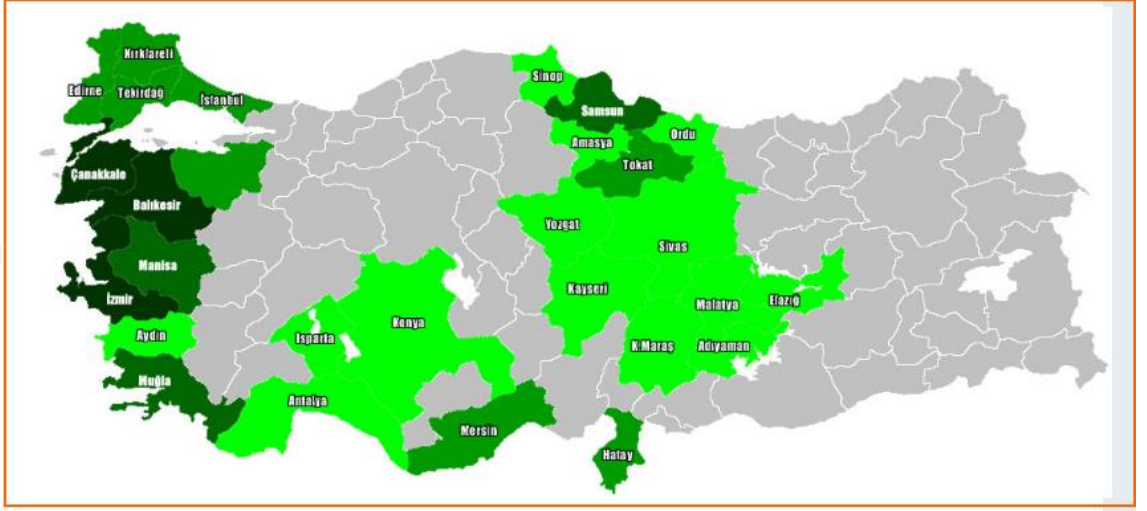 Kırklareli
Edirne
Tekirdağ
İstanbul
Sinop
Samsun
Ordu
Amasya
Tokat
Çanakkale
Balıkesir
Yozgat
Sivas
Manisa
Kayseri
Malatya
Elazığ
İzmir
Konya
Aydın
Isparta
K.Maraş
Adıyaman
Muğla
Antalya
Mersin
Hatay